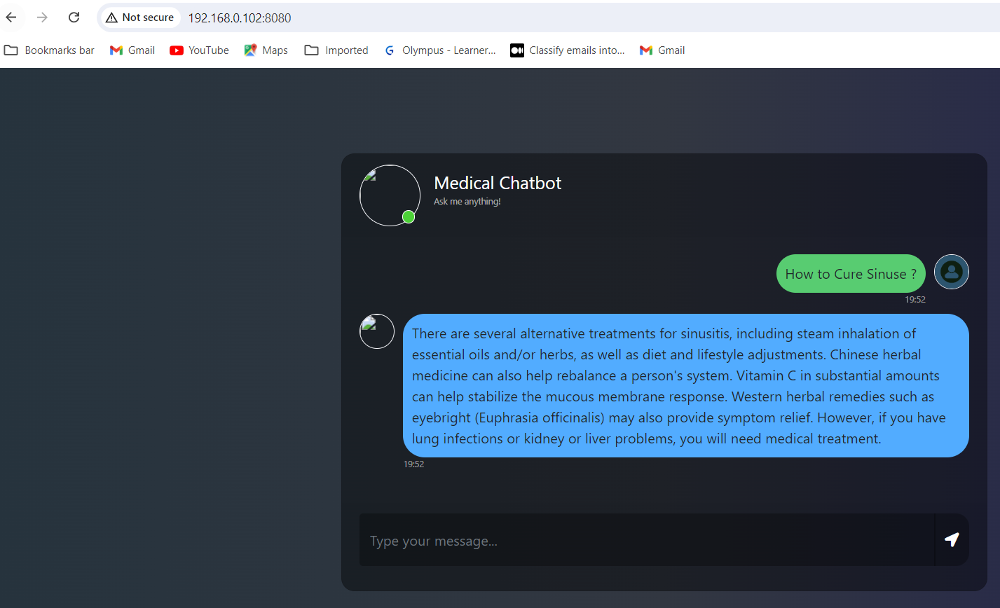 Not secure 192.168.0.102:8080
Bookmarks bar Gmail YouTube Maps Imported Olympus - Learner... Classify emails into... Gmail
Medical Chatbot
Ask me anything!
How to Cure Sinuse ?
19:52
There are several alternative treatments for sinusitis, including steam inhalation of
essential oils and/or herbs, as well as diet and lifestyle adjustments. Chinese herbal
medicine can also help rebalance a person's system. Vitamin C in substantial amounts
can help stabilize the mucous membrane response. Western herbal remedies such as
eyebright (Euphrasia officinalis) may also provide symptom relief. However, if you have
lung infections or kidney or liver problems, you will need medical treatment.
19:52
Type your message...